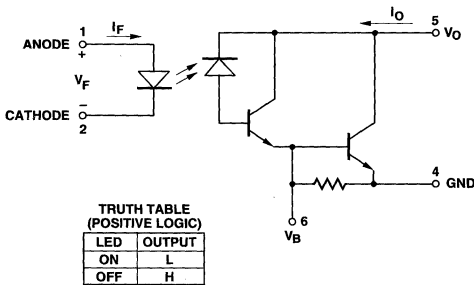 1
ANODE
+
I_F
V_F
−
CATHODE
2
I_O
5
V_O
4
GND
6
V_B
TRUTH TABLE
(POSITIVE LOGIC)
LED OUTPUT
ON L
OFF H